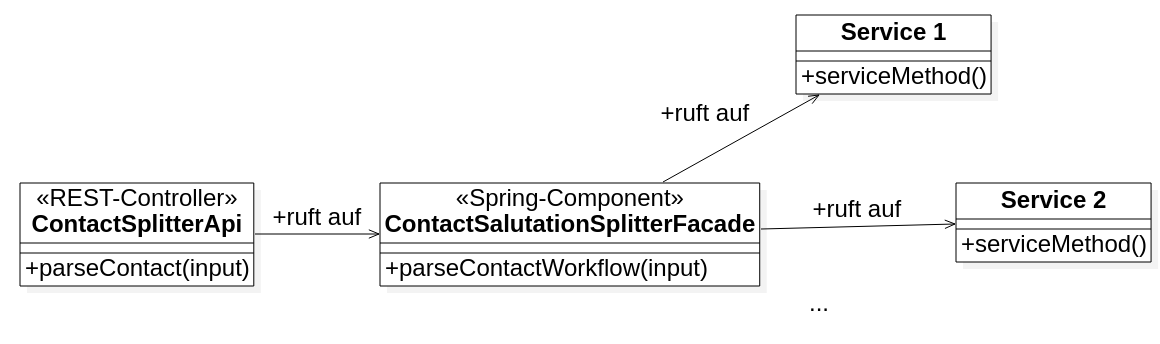 Service 1
+serviceMethod()
+ruft auf
«REST-Controller»
ContactSplitterApi
+parseContact(input)
+ruft auf
«Spring-Component»
ContactSalutationSplitterFacade
+parseContactWorkflow(input)
+ruft auf
Service 2
+serviceMethod()
...